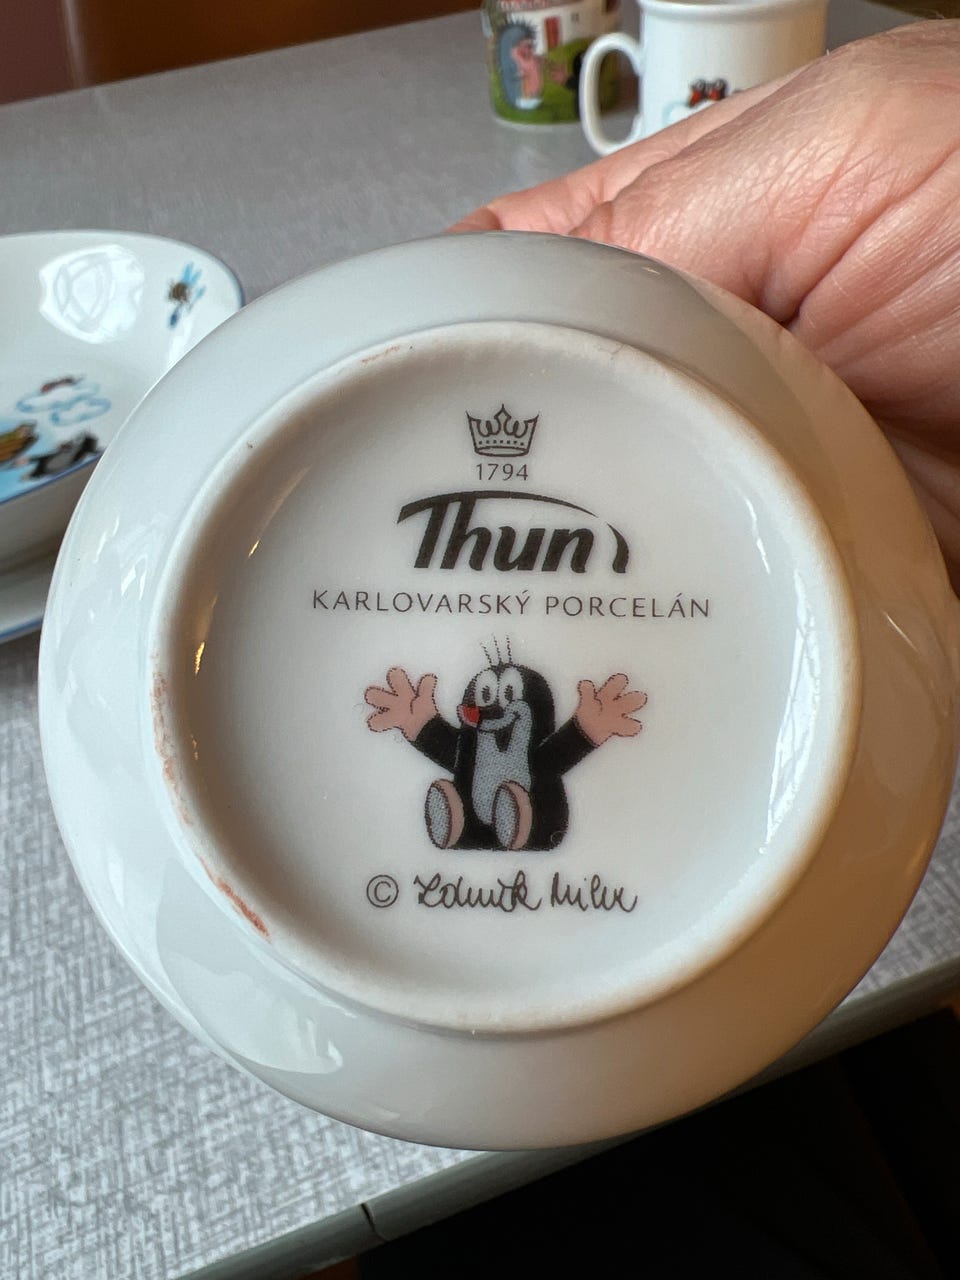 1794
Thun
KARLOVARSKÝ PORCELÁN
© Zdeněk Miler